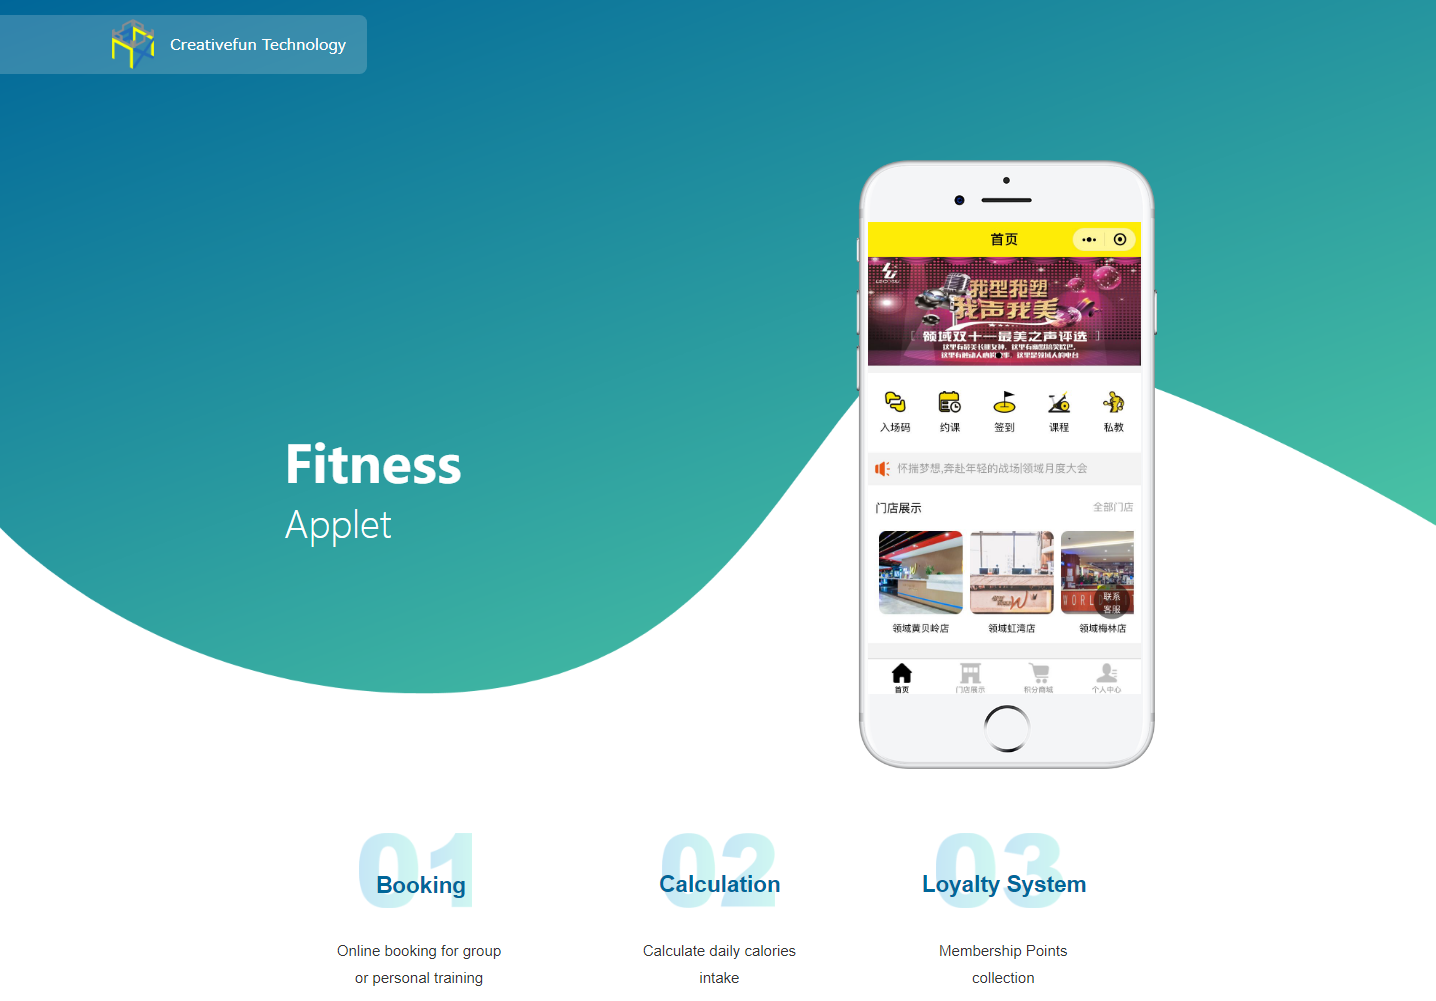 Creativefun Technology
Fitness
Applet
首页
我型我塑
我声我美
领域双十一最美之声评选
入场码
约课
签到
课程
私教
怀揣梦想,奔赴年轻的战场|领域月度大会
门店展示
全部门店
WORLD
联系
客服
领域黄贝岭店
领域虹湾店
领域梅林店
首页
门店展示
积分商城
个人中心
01
Booking
Online booking for group
or personal training
02
Calculation
Calculate daily calories
intake
03
Loyalty System
Membership Points
collection